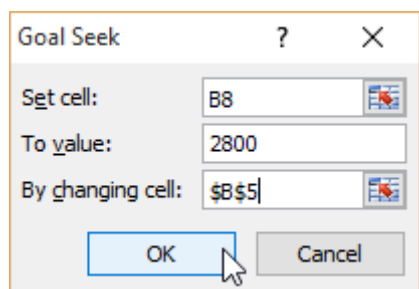 Goal Seek ? X
Set cell: B8
To value: 2800
By changing cell: $B$5
OK Cancel